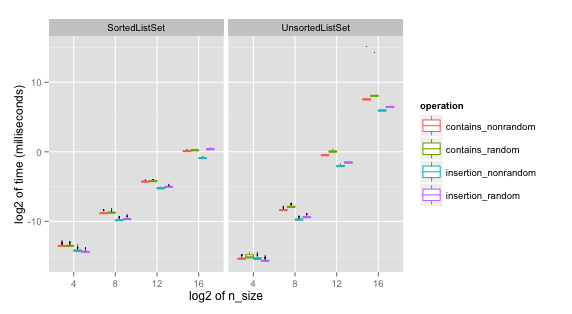 SortedListSet UnsortedListSet
10
0
-10
4 8 12 16 4 8 12 16
log2 of n_size
log2 of time (milliseconds)
operation
contains_nonrandom
contains_random
insertion_nonrandom
insertion_random